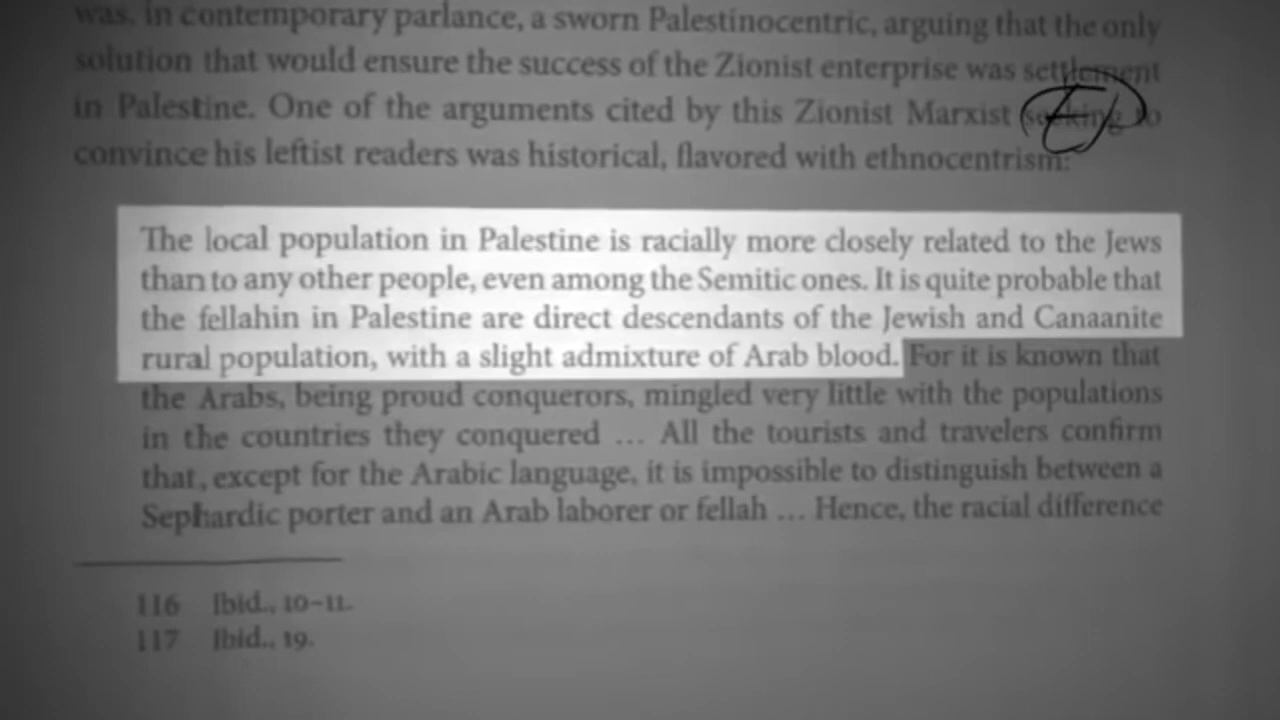 was, in contemporary parlance, a sworn Palestinocentric, arguing that the only
solution that would ensure the success of the Zionist enterprise was settlement
in Palestine. One of the arguments cited by this Zionist Marxist seeking to
convince his leftist readers was historical, flavored with ethnocentrism:
The local population in Palestine is racially more closely related to the Jews
than to any other people, even among the Semitic ones. It is quite probable that
the fellahin in Palestine are direct descendants of the Jewish and Canaanite
rural population, with a slight admixture of Arab blood. For it is known that
the Arabs, being proud conquerors, mingled very little with the populations
in the countries they conquered ... All the tourists and travelers confirm
that, except for the Arabic language, it is impossible to distinguish between a
Sephardic porter and an Arab laborer or fellah ... Hence, the racial difference
116 Ibid., 10–11.
117 Ibid., 19.